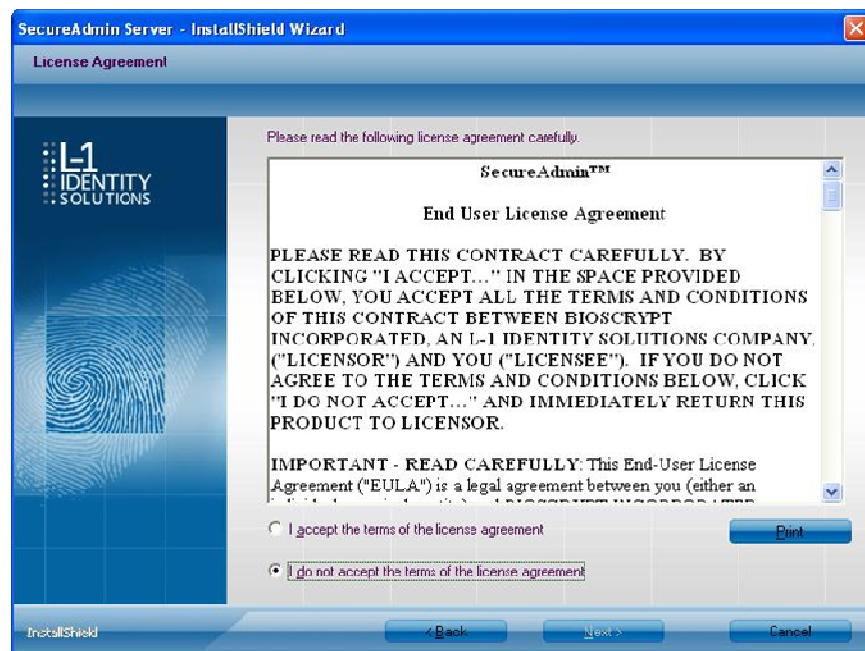 SecureAdmin Server - InstallShield Wizard
License Agreement
L-1
IDENTITY
SOLUTIONS
Please read the following license agreement carefully.
SecureAdmin™
End User License Agreement
PLEASE READ THIS CONTRACT CAREFULLY. BY
CLICKING "I ACCEPT..." IN THE SPACE PROVIDED
BELOW, YOU ACCEPT ALL THE TERMS AND CONDITIONS
OF THIS CONTRACT BETWEEN BIOSCRYPT
INCORPORATED, AN L-1 IDENTITY SOLUTIONS COMPANY,
("LICENSOR") AND YOU ("LICENSEE"). IF YOU DO NOT
AGREE TO THE TERMS AND CONDITIONS BELOW, CLICK
"I DO NOT ACCEPT..." AND IMMEDIATELY RETURN THIS
PRODUCT TO LICENSOR.
IMPORTANT - READ CAREFULLY: This End-User License
Agreement ("EULA") is a legal agreement between you (either an
I accept the terms of the license agreement
Print
I do not accept the terms of the license agreement
InstallShield
< Back
Next >
Cancel